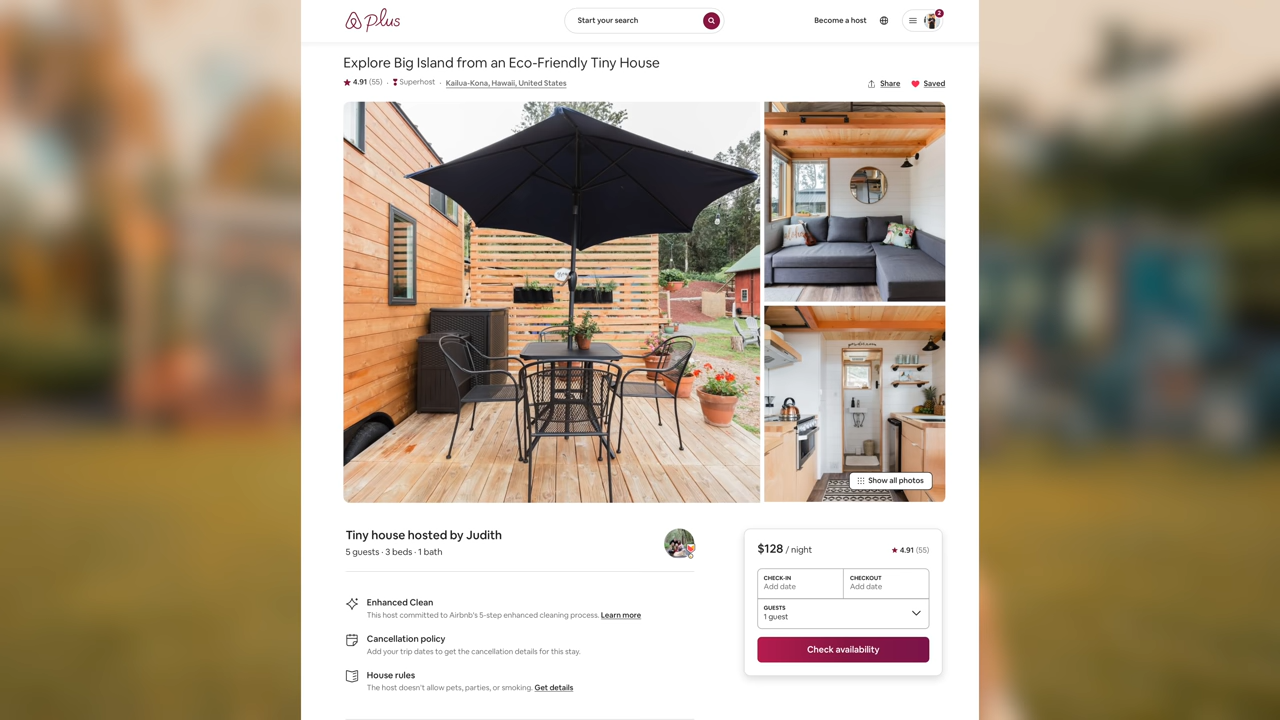 plus
Start your search
Become a host
2
Explore Big Island from an Eco-Friendly Tiny House
4.91 (55) · Superhost · Kailua-Kona, Hawaii, United States
Share
Saved
Show all photos
Tiny house hosted by Judith
5 guests · 3 beds · 1 bath
Enhanced Clean
This host committed to Airbnb's 5-step enhanced cleaning process. Learn more
Cancellation policy
Add your trip dates to get the cancellation details for this stay.
House rules
The host doesn't allow pets, parties, or smoking. Get details
$128 / night
4.91 (55)
CHECK-IN
Add date
CHECKOUT
Add date
GUESTS
1 guest
Check availability